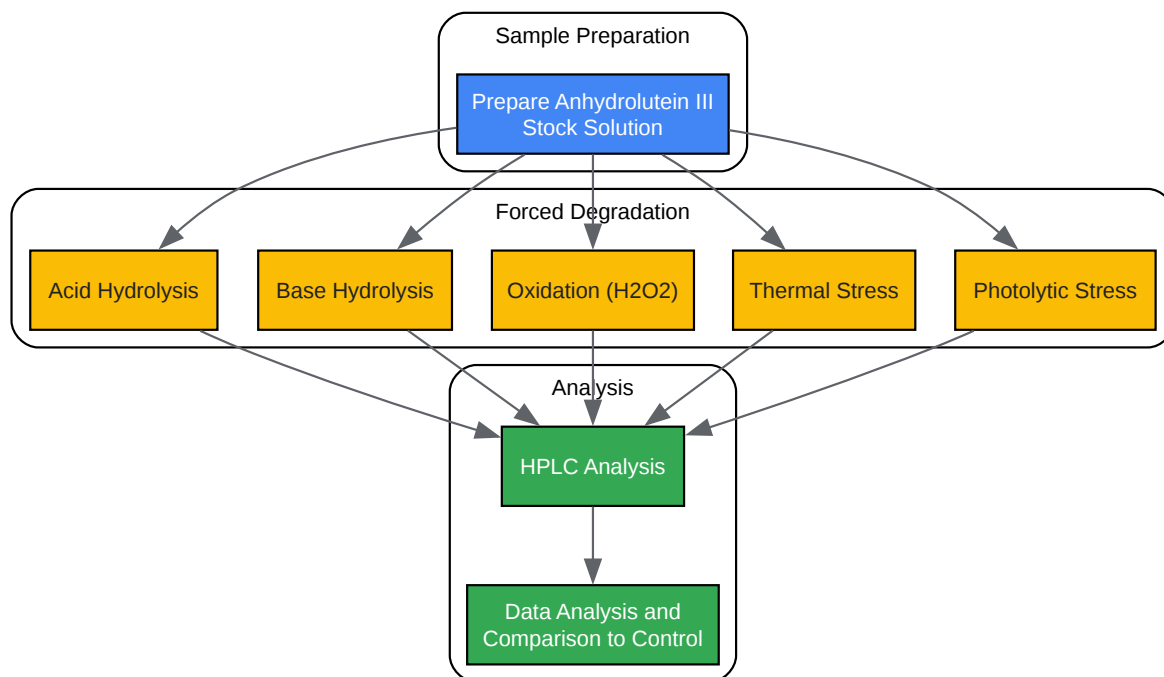 Sample Preparation
Prepare Anhydrolutein III
Stock Solution
Forced Degradation
Acid Hydrolysis
Base Hydrolysis
Oxidation (H2O2)
Thermal Stress
Photolytic Stress
Analysis
HPLC Analysis
Data Analysis and
Comparison to Control